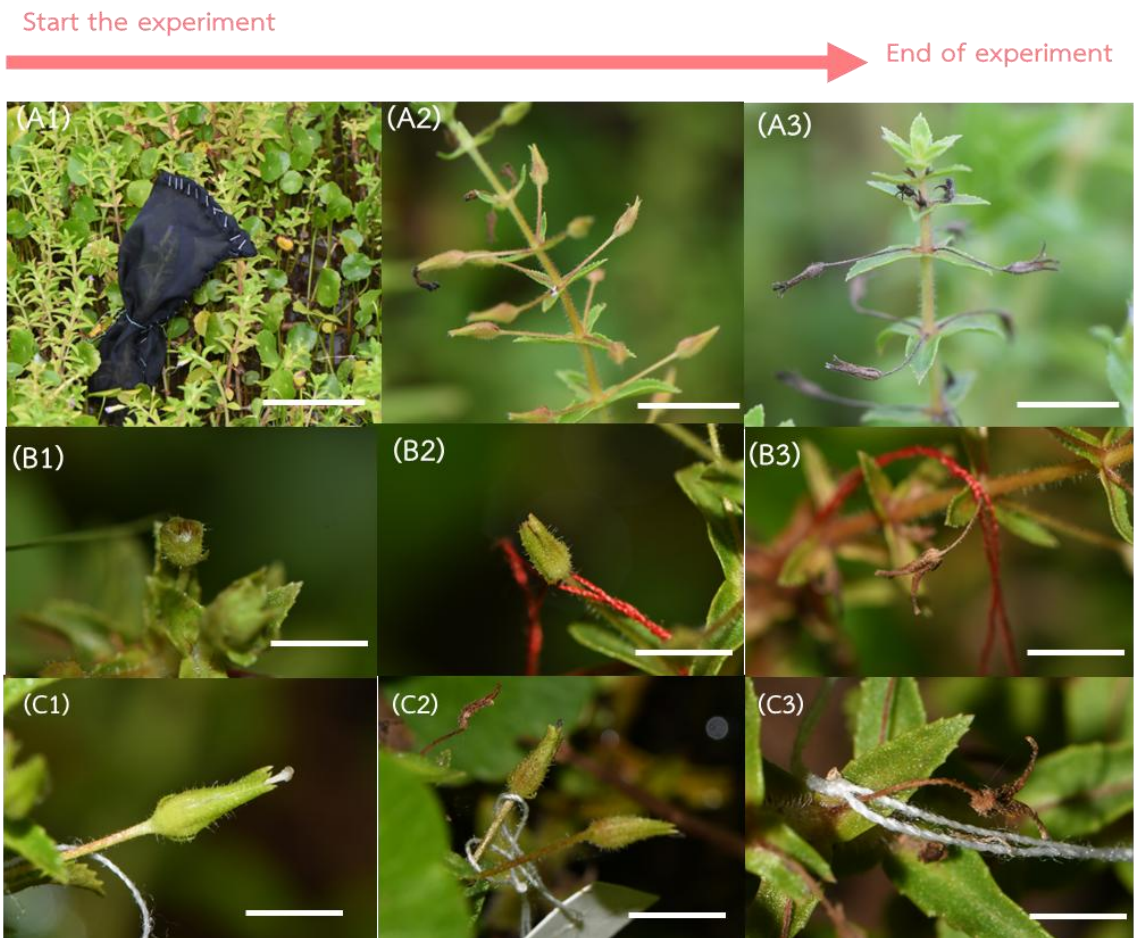 Start the experiment
End of experiment
(A1)
(A2)
(A3)
(B1)
(B2)
(B3)
(C1)
(C2)
(C3)